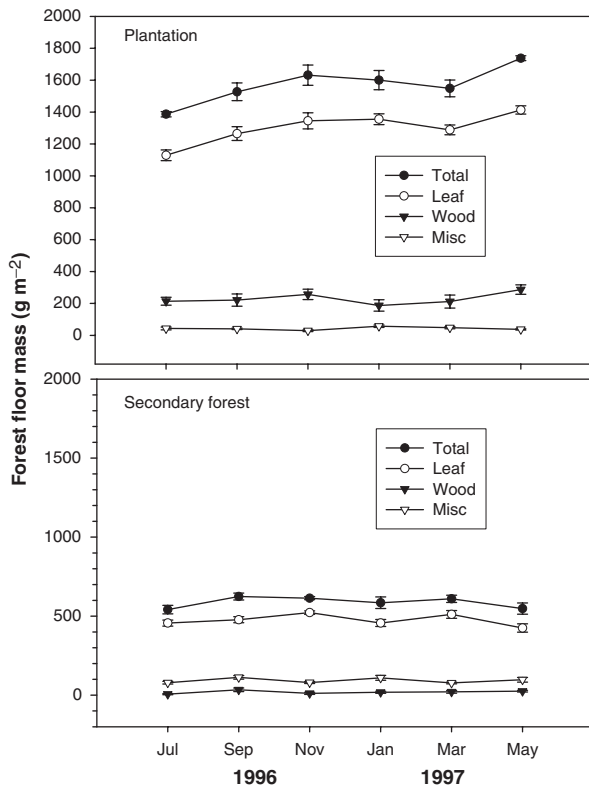 Forest floor mass (g m−2)
2000
1800
1600
1400
1200
1000
800
600
400
200
0
Plantation
Total
Leaf
Wood
Misc
2000
1500
1000
500
0
Secondary forest
Total
Leaf
Wood
Misc
Jul Sep Nov Jan Mar May
1996 1997